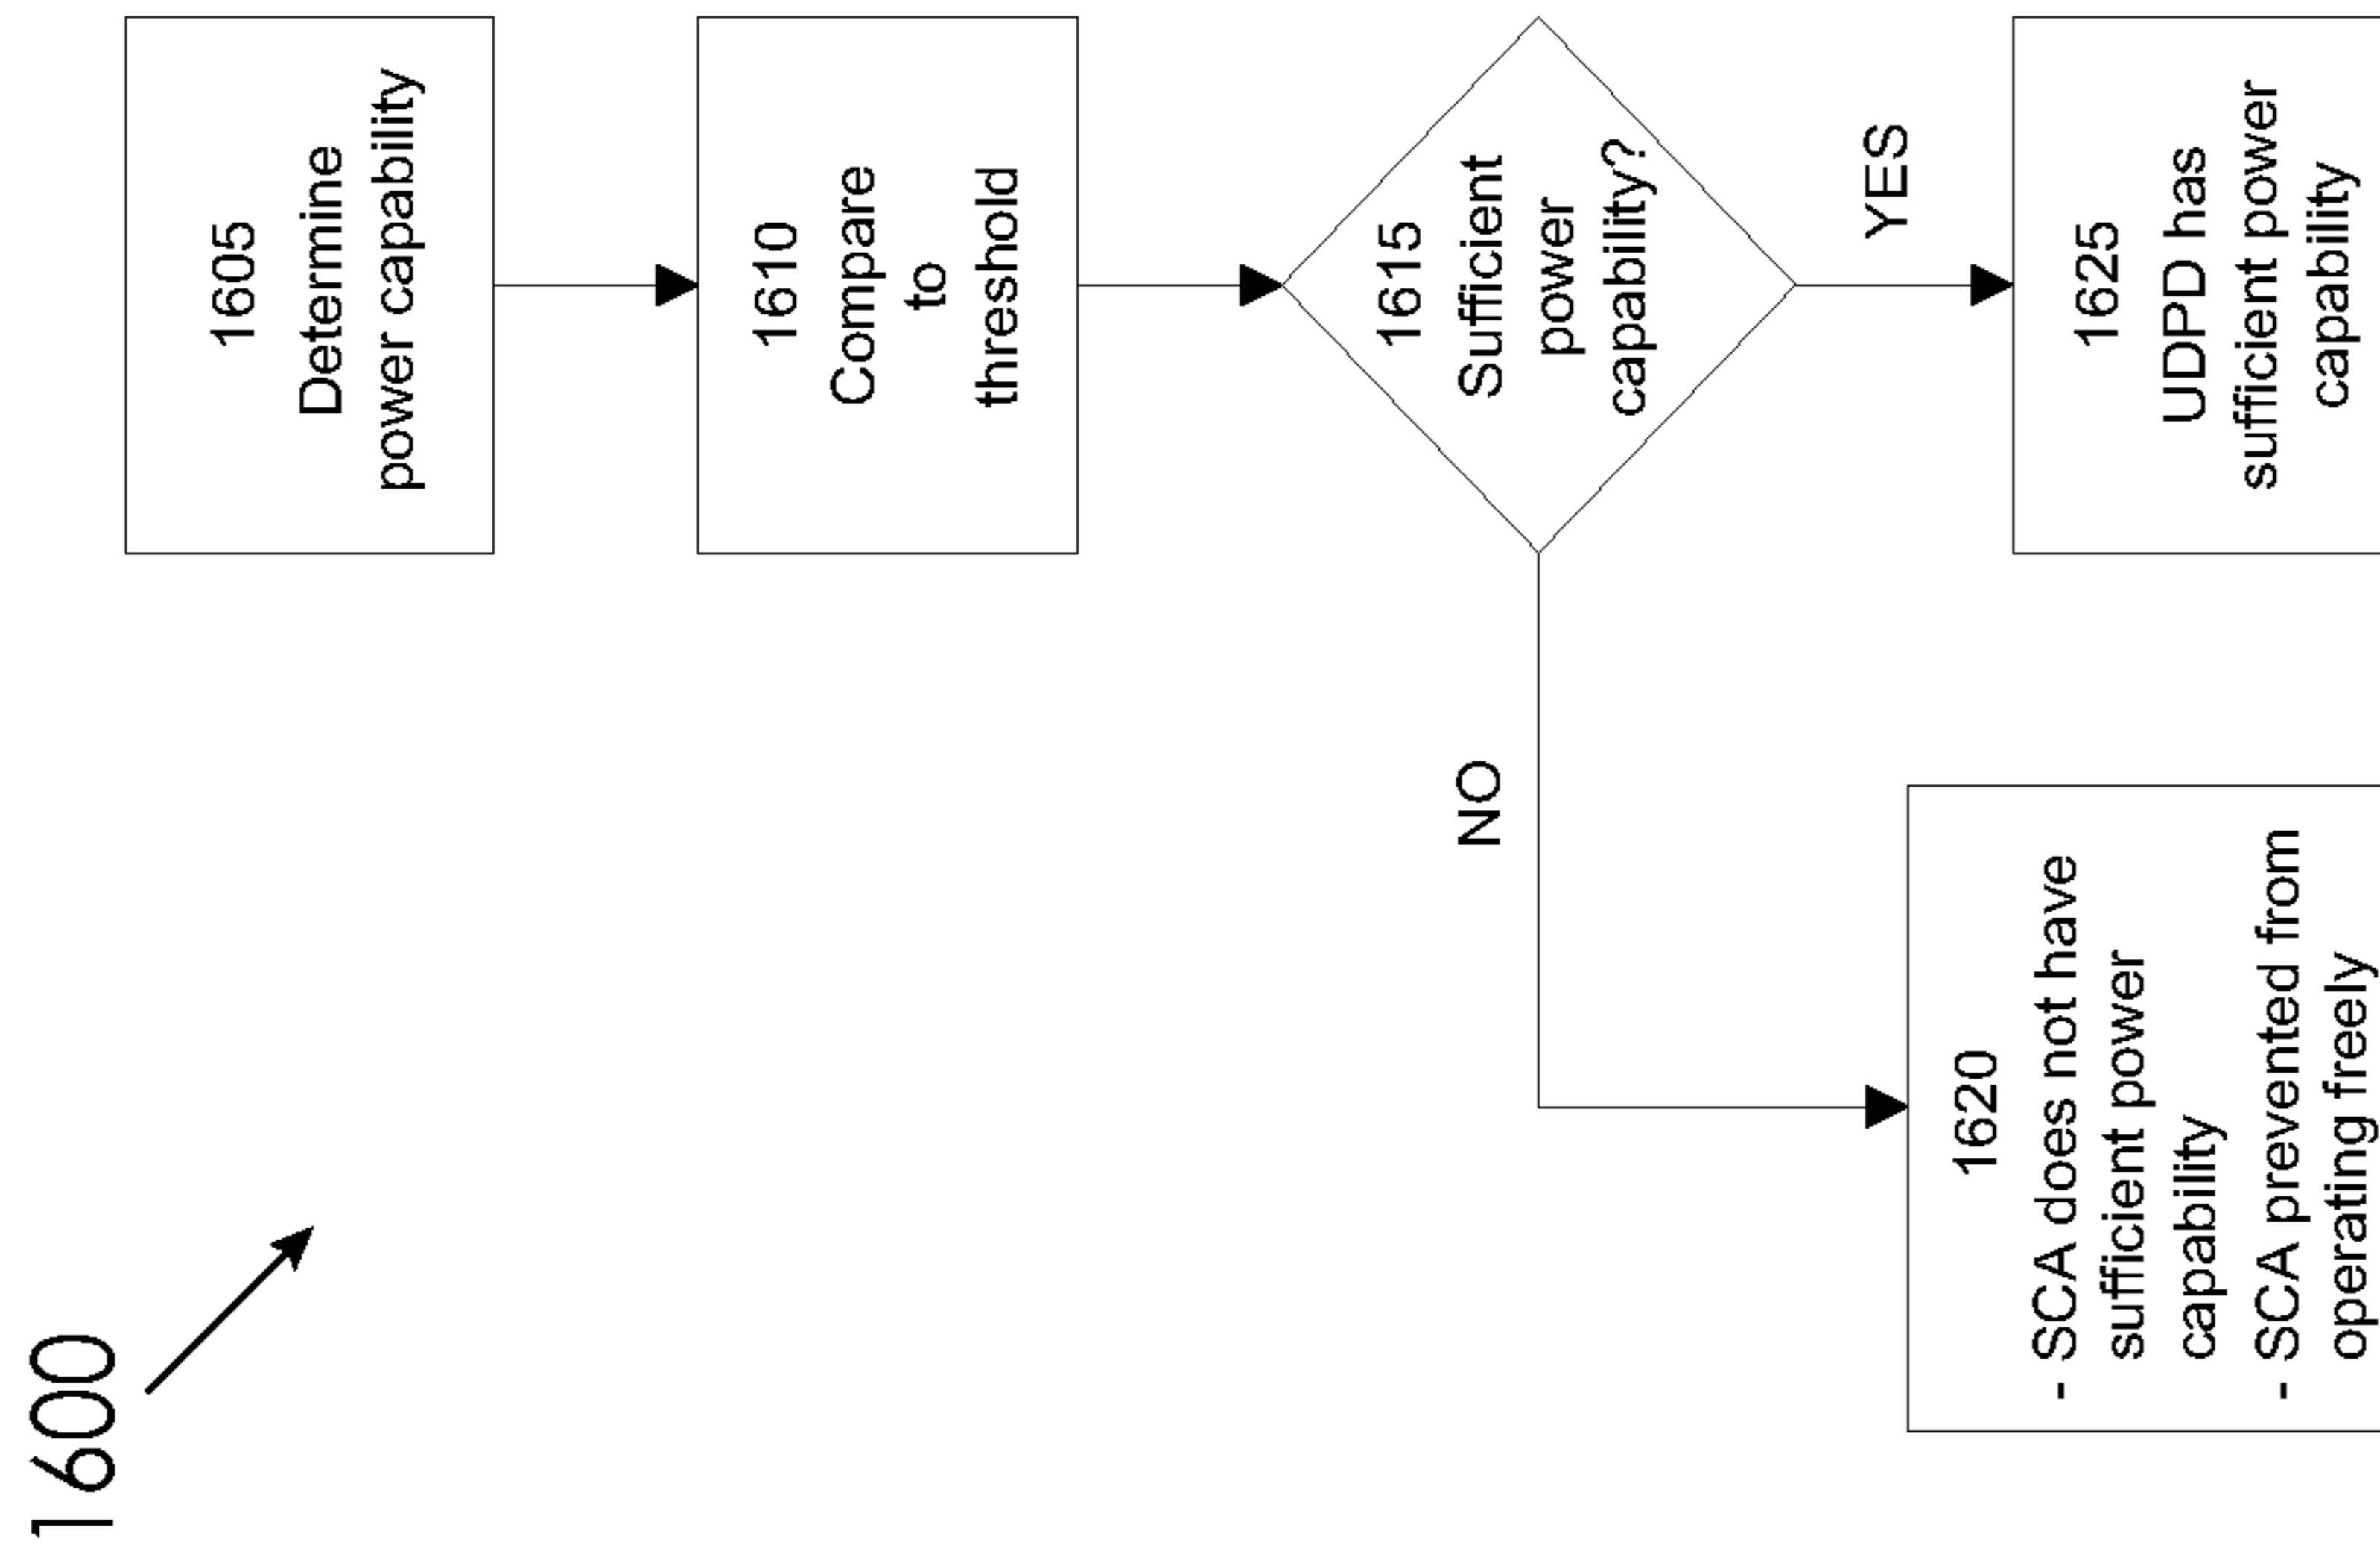 1600
1605
Determine
power capability
1610
Compare
to
threshold
1615
Sufficient
power
capability?
NO
YES
1620
- SCA does not have
sufficient power
capability
- SCA prevented from
operating freely
1625
UDPD has
sufficient power
capability